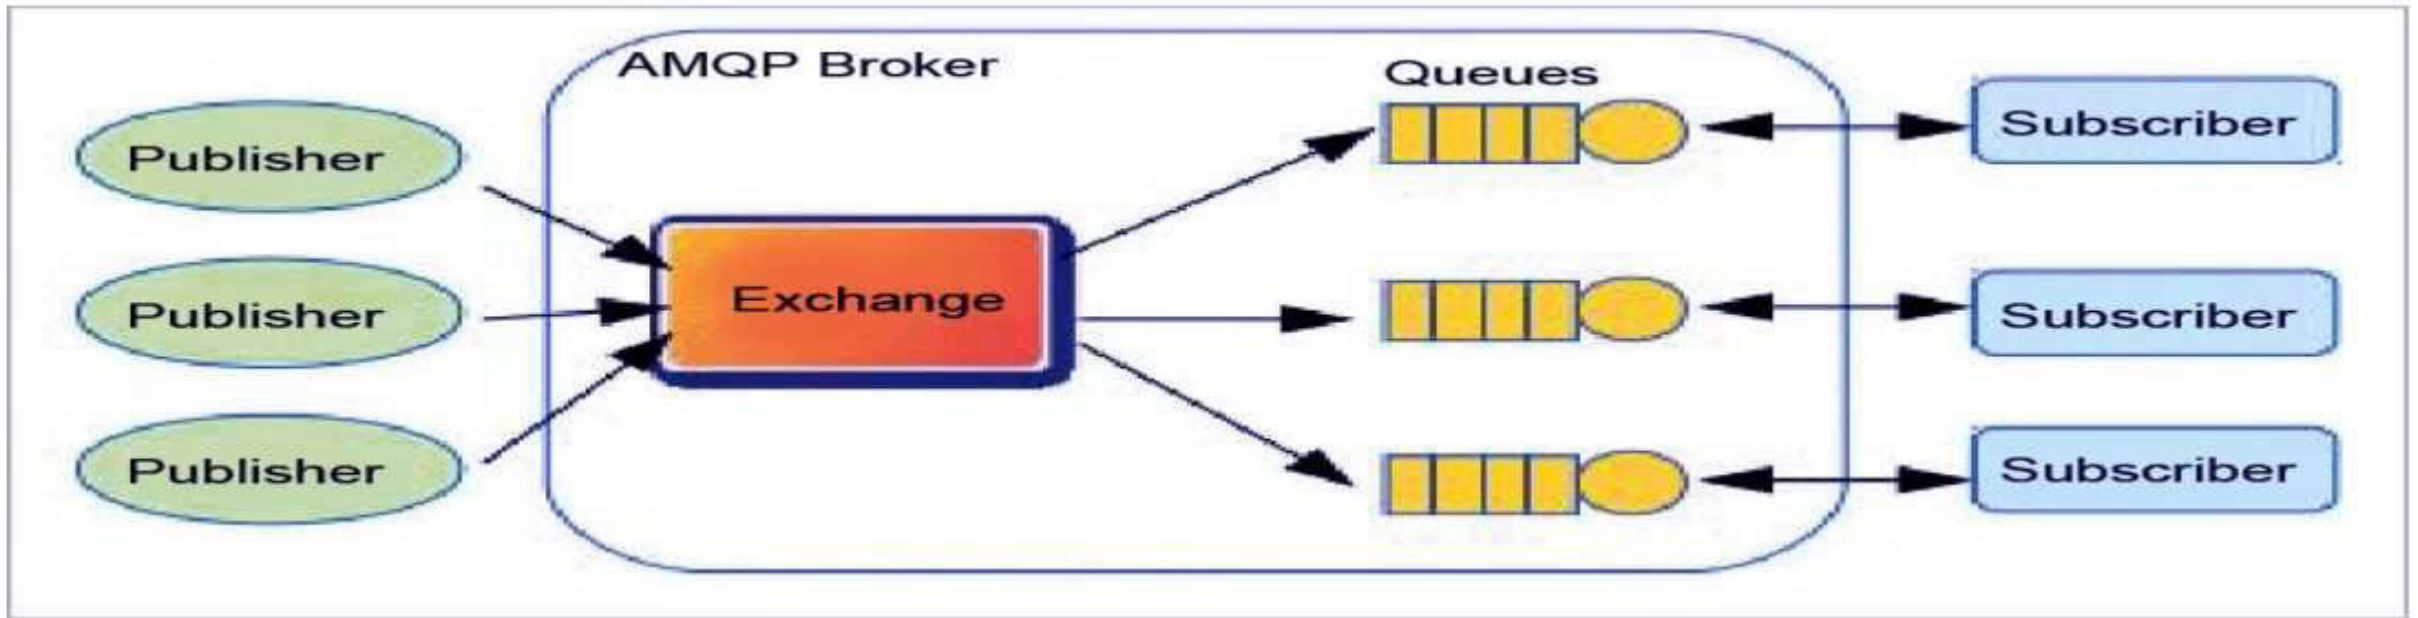 AMQP Broker
Queues
Publisher
Subscriber
Exchange
Publisher
Subscriber
Publisher
Subscriber